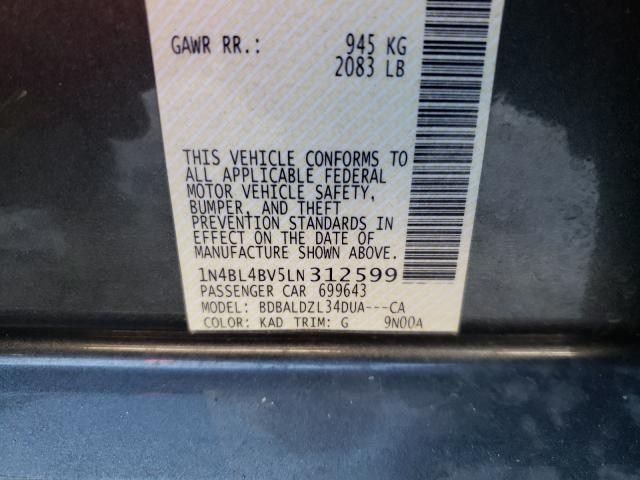 GAWR RR.: 945 KG
2083 LB
THIS VEHICLE CONFORMS TO
ALL APPLICABLE FEDERAL
MOTOR VEHICLE SAFETY,
BUMPER, AND THEFT
PREVENTION STANDARDS IN
EFFECT ON THE DATE OF
MANUFACTURE SHOWN ABOVE.
1N4BL4BV5LN312599
PASSENGER CAR 699643
MODEL: BDBALDZL34DUA---CA
COLOR: KAD TRIM: G 9N00A